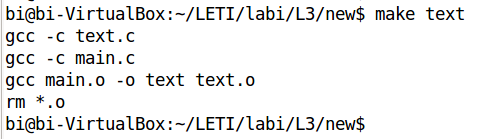 bi@bi-VirtualBox:~/LETI/labi/L3/new$ make text
gcc -c text.c
gcc -c main.c
gcc main.o -o text text.o
rm *.o
bi@bi-VirtualBox:~/LETI/labi/L3/new$